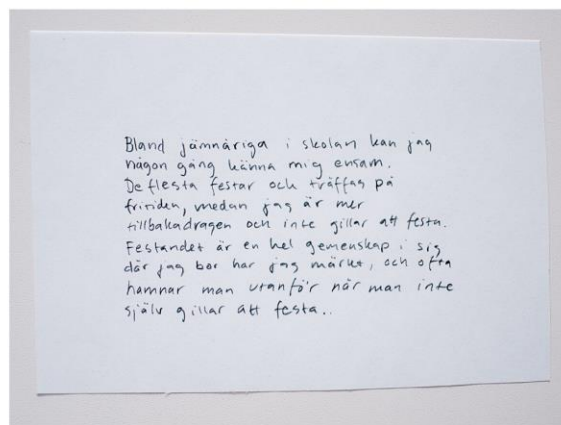 Bland jämnåriga i skolan kan jag
någon gång känna mig ensam.
De flesta festar och träffas på
fritiden, medan jag är mer
tillbakadragen och inte gillar att festa.
Festandet är en hel gemenskap i sig
där jag bor har jag märkt, och ofta
hamnar man utanför när man inte
själv gillar att festa..